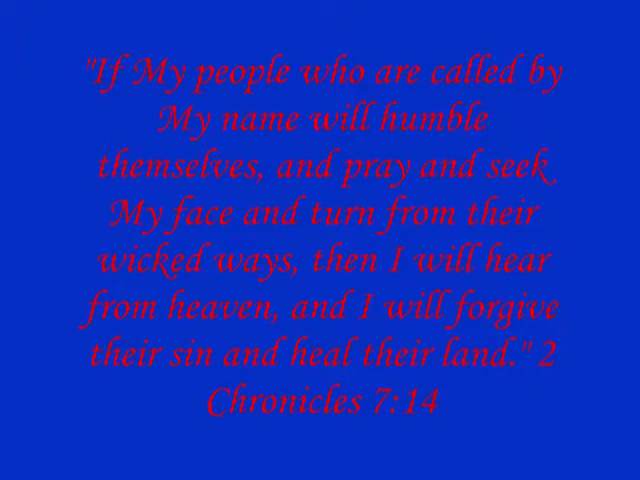 "If My people who are called by
My name will humble
themselves, and pray and seek
My face and turn from their
wicked ways, then I will hear
from heaven, and I will forgive
their sin and heal their land." 2
Chronicles 7:14